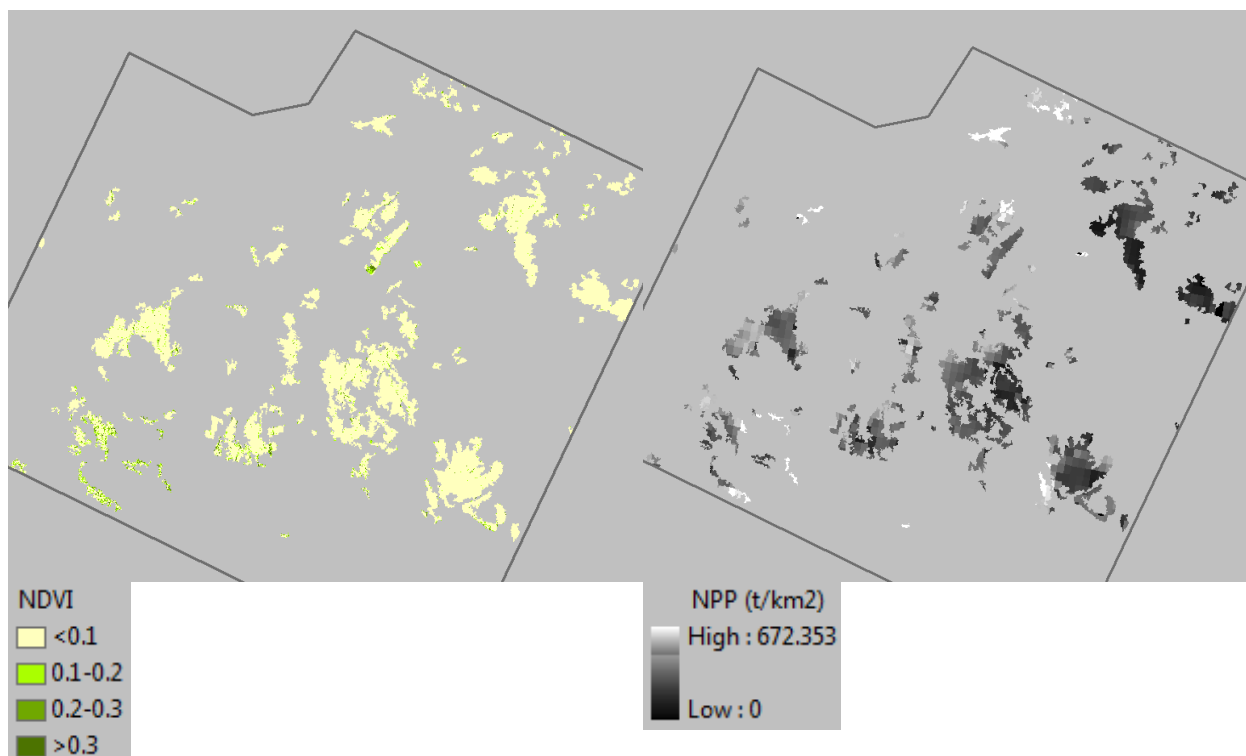 NDVI
<0.1
0.1-0.2
0.2-0.3
>0.3
NPP (t/km2)
High : 672.353
Low : 0